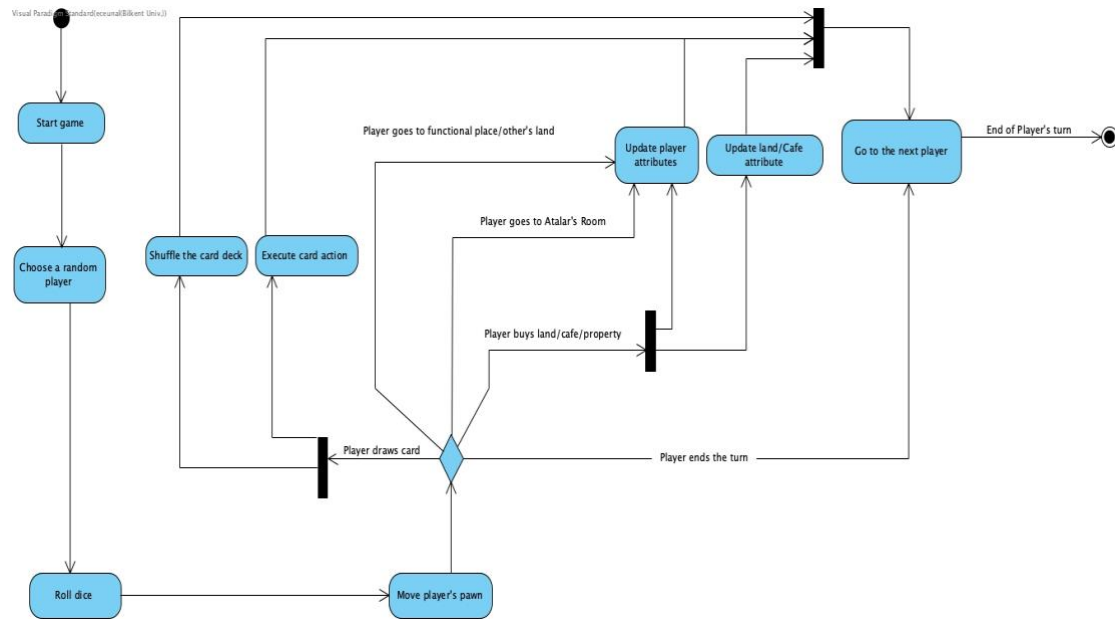 Visual Paradigm Standard(eceunal(Bilkent Univ.))
Start game
Choose a random
player
Roll dice
Move player's pawn
Shuffle the card deck
Execute card action
Player draws card
Player goes to functional place/other's land
Player goes to Atalar's Room
Player buys land/cafe/property
Player ends the turn
Update player
attributes
Update land/Cafe
attribute
Go to the next player
End of Player's turn